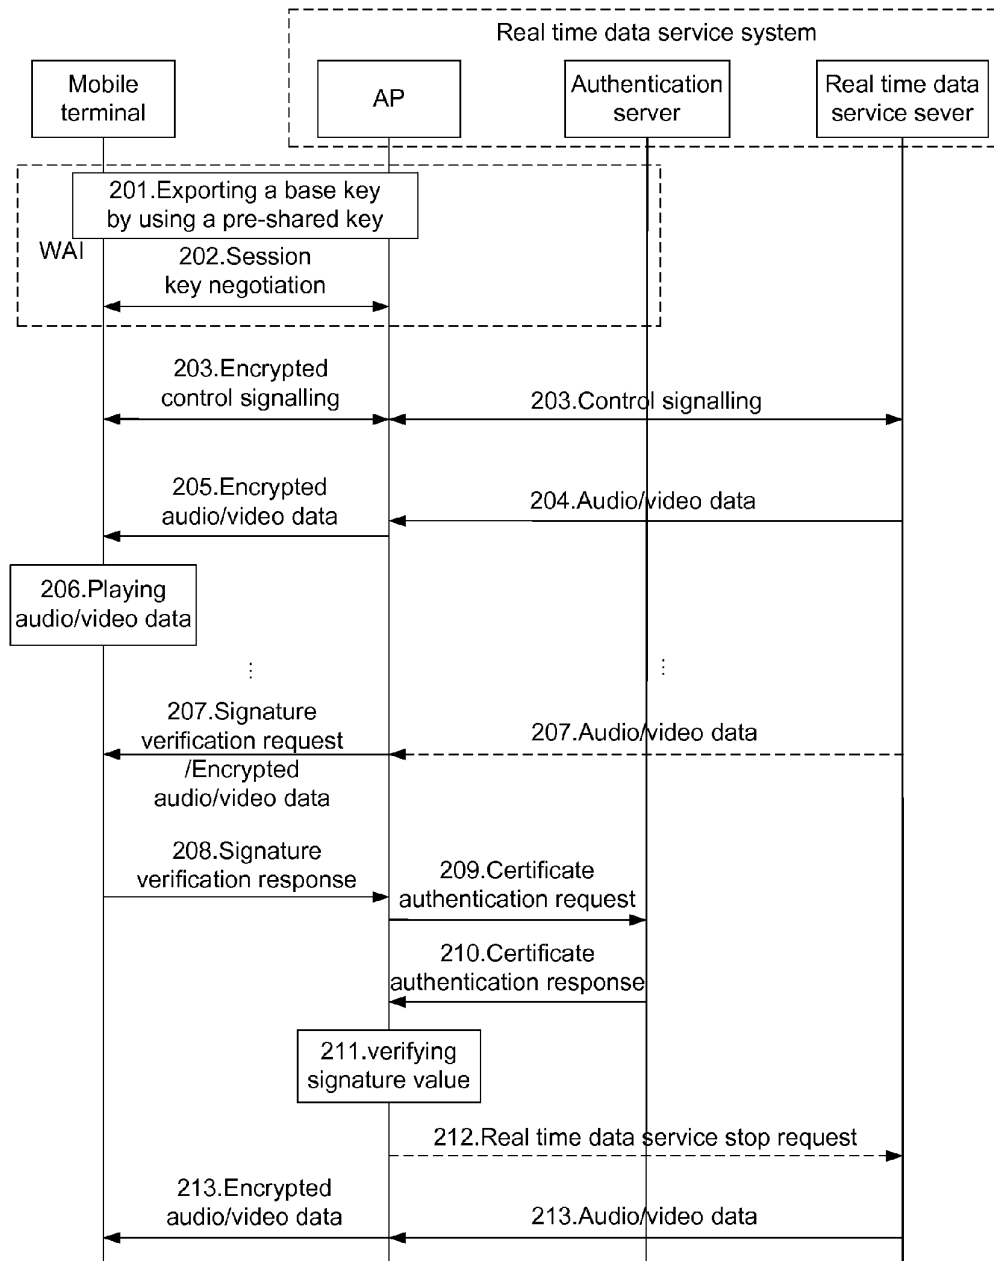 Real time data service system
Mobile
terminal
AP
Authentication
server
Real time data
service sever
201.Exporting a base key
by using a pre-shared key
WAI
202.Session
key negotiation
203.Encrypted
control signalling
203.Control signalling
205.Encrypted
audio/video data
204.Audio/video data
206.Playing
audio/video data
207.Signature
verification request
/Encrypted
audio/video data
207.Audio/video data
208.Signature
verification response
209.Certificate
authentication request
210.Certificate
authentication response
211.verifying
signature value
212.Real time data service stop request
213.Encrypted
audio/video data
213.Audio/video data